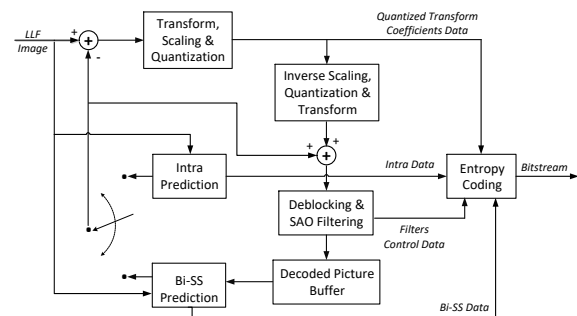 LLF
Image
+
+
-
Transform,
Scaling &
Quantization
Quantized Transform
Coefficients Data
Inverse Scaling,
Quantization &
Transform
+
+
+
Intra
Prediction
Intra Data
Entropy
Coding
Bitstream
Deblocking &
SAO Filtering
Filters
Control Data
Bi-SS
Prediction
Decoded Picture
Buffer
Bi-SS Data